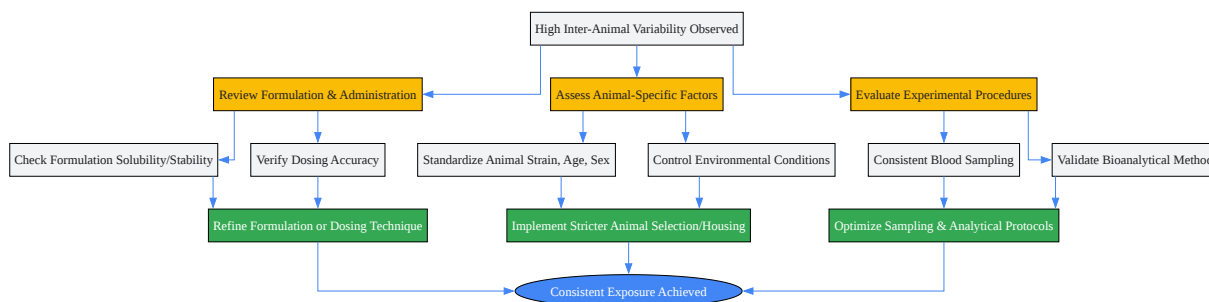 High Inter-Animal Variability Observed
Review Formulation & Administration
Assess Animal-Specific Factors
Evaluate Experimental Procedures
Check Formulation Solubility/Stability
Verify Dosing Accuracy
Standardize Animal Strain, Age, Sex
Control Environmental Conditions
Consistent Blood Sampling
Validate Bioanalytical Method
Refine Formulation or Dosing Technique
Implement Stricter Animal Selection/Housing
Optimize Sampling & Analytical Protocols
Consistent Exposure Achieved